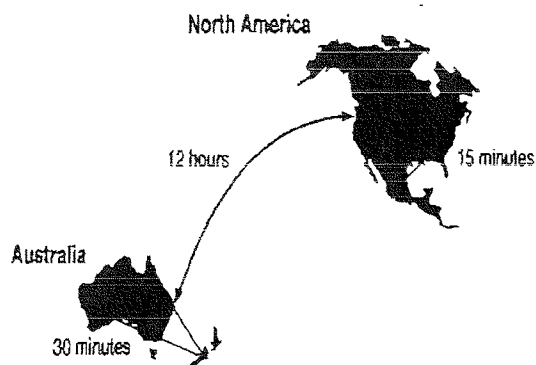 North America
12 hours
15 minutes
Australia
30 minutes